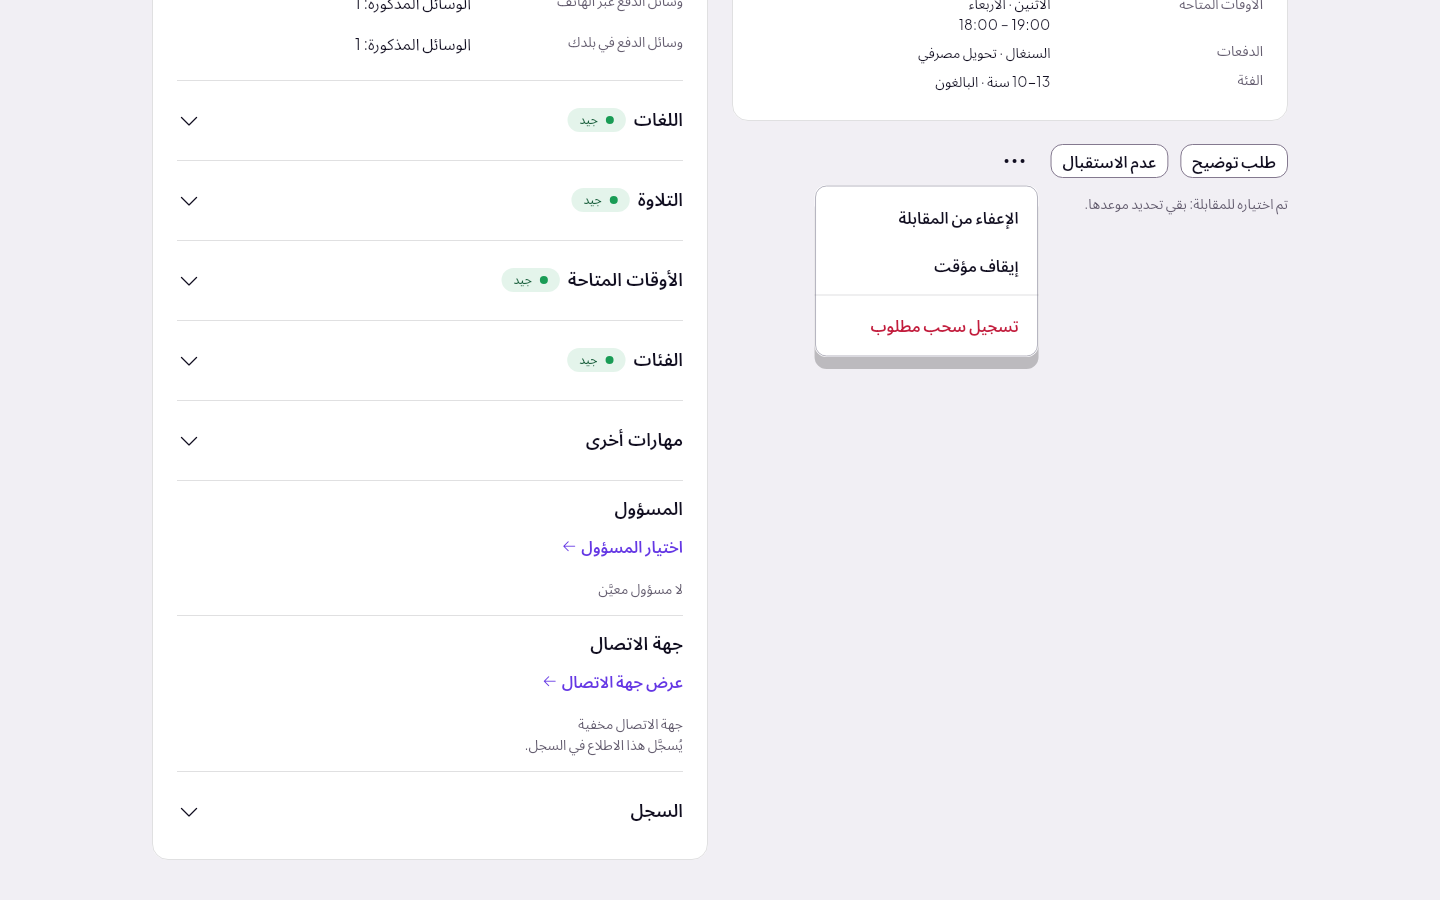 الأوقات المتاحة
الاثنين · الأربعاء
18:00 – 19:00
الدفعات
السنغال · تحويل مصرفي
الفئة
10–13 سنة · البالغون
طلب توضيح
عدم الاستقبال
تم اختياره للمقابلة: بقي تحديد موعدها.
الإعفاء من المقابلة
إيقاف مؤقت
تسجيل سحب مطلوب
وسائل الدفع عبر الهاتف
الوسائل المذكورة: 1
وسائل الدفع في بلدك
الوسائل المذكورة: 1
اللغات
جيد
التلاوة
جيد
الأوقات المتاحة
جيد
الفئات
جيد
مهارات أخرى
المسؤول
اختيار المسؤول ←
لا مسؤول معيَّن
جهة الاتصال
عرض جهة الاتصال ←
جهة الاتصال مخفية
يُسجَّل هذا الاطلاع في السجل.
السجل